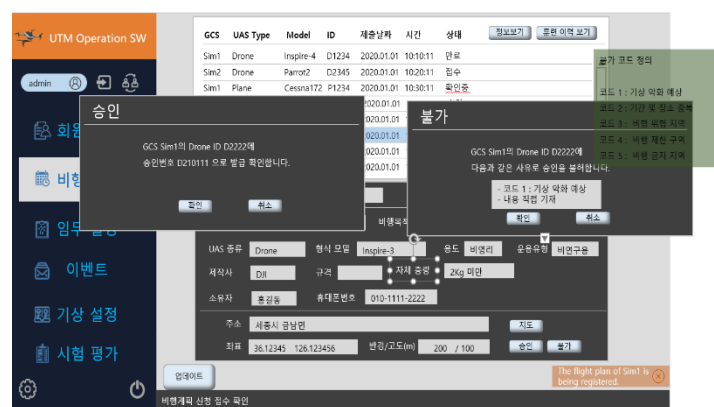 UTM Operation SW
admin
회원
비행
임무 설정
이벤트
기상 설정
시험 평가
GCS UAS Type Model ID 제출날짜 시간 상태 정보보기 훈련 이력 보기
Sim1 Drone Inspire-4 D1234 2020.01.01 10:10:11 만료
Sim2 Drone Parrot2 D2345 2020.01.01 10:20:11 접수
Sim1 Plane Cessna172 P1234 2020.01.01 10:30:11 확인중
2020.01.01
2020.01.01
2020.01.01
2020.01.01
2020.01.01
불가 코드 정의
코드 1 : 기상 악화 예상
코드 2 : 기간 및 장소 중복
코드 3 : 비행 위험 지역
코드 4 : 비행 제한 구역
코드 5 : 비행 금지 지역
승인
GCS Sim1의 Drone ID D2222에
승인번호 D210111 으로 발급 확인합니다.
확인 취소
불가
GCS Sim1의 Drone ID D2222에
다음과 같은 사유로 승인을 불허합니다.
- 코드 1 : 기상 악화 예상
- 내용 직접 기재
확인 취소
비행목적
UAS 종류 Drone 형식 모델 Inspire-3 용도 비영리 운용유형 비연구용
제작사 DJI 규격 자체 중량 2Kg 미만
소유자 홍길동 휴대폰번호 010-1111-2222
주소 세종시 금남면 지도
좌표 36.12345 126.123456 반경/고도(m) 200 / 100 승인 불가
업데이트
The flight plan of Sim1 is
being registered.
비행계획 신청 접수 확인